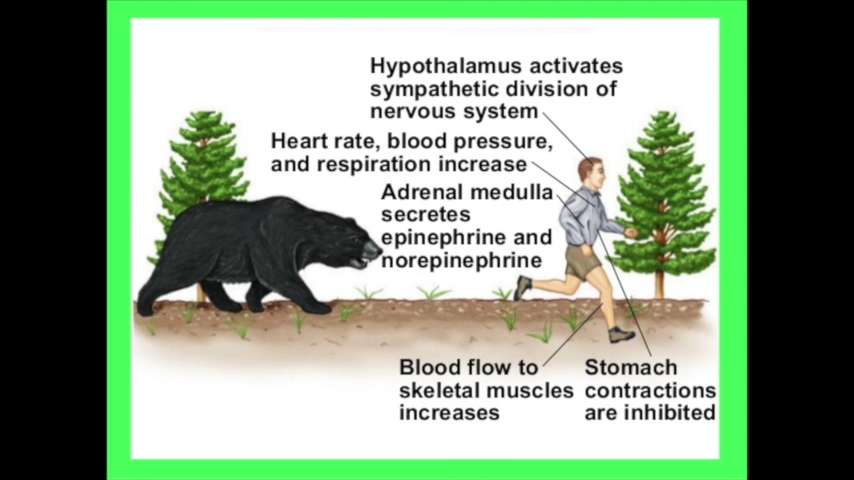 Hypothalamus activates
sympathetic division of
nervous system
Heart rate, blood pressure,
and respiration increase
Adrenal medulla
secretes
epinephrine and
norepinephrine
Blood flow to
skeletal muscles
increases
Stomach
contractions
are inhibited